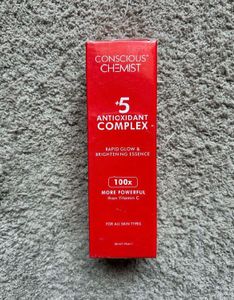 CONSCIOUS
CHEMIST
+5
ANTIOXIDANT
COMPLEX
RAPID GLOW &
BRIGHTENING ESSENCE
100x
MORE POWERFUL
than Vitamin C
FOR ALL SKIN TYPES